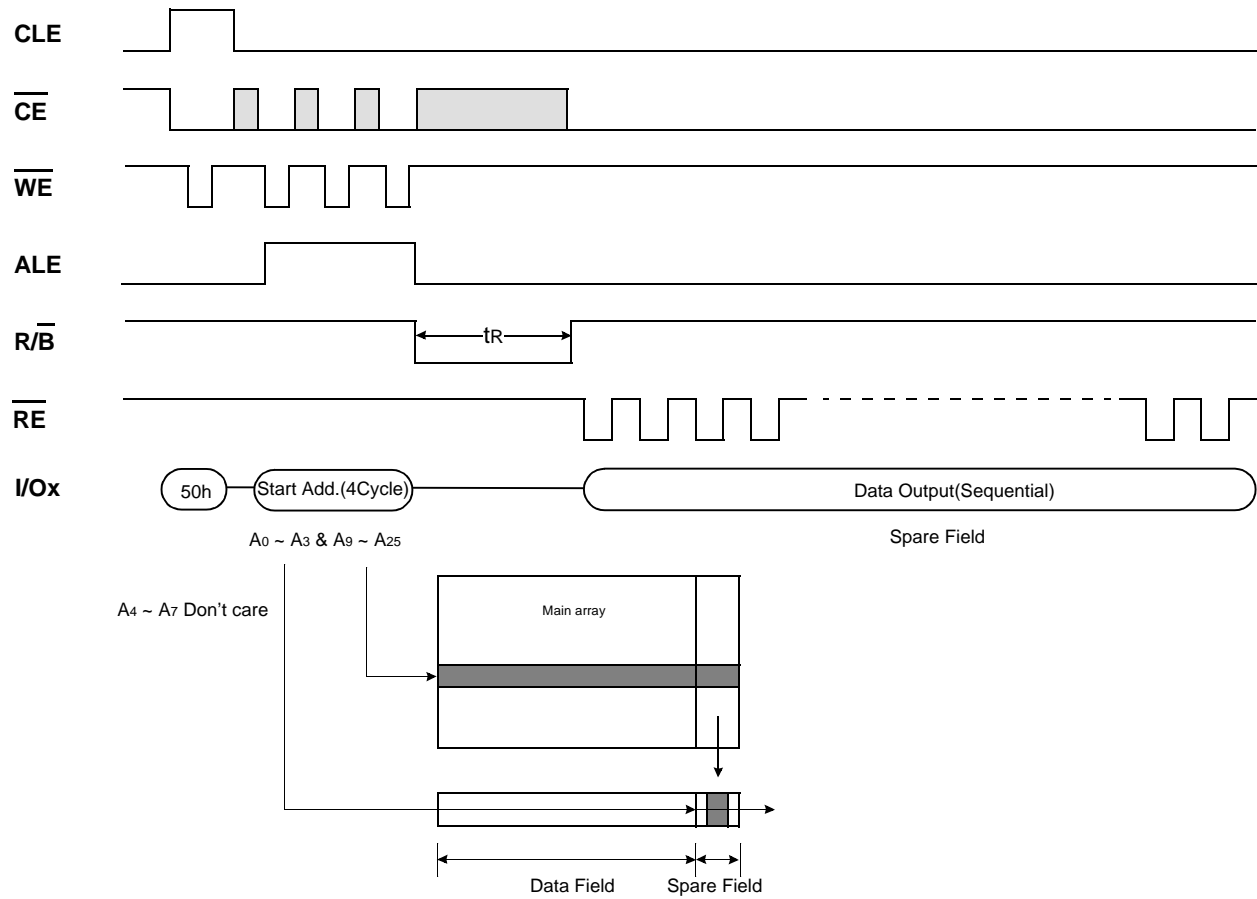 CLE
CE
WE
ALE
R/B
tR
RE
I/Ox
50h
Start Add.(4Cycle)
Data Output(Sequential)
A0 ~ A3 & A9 ~ A25
Spare Field
A4 ~ A7 Don't care
Main array
Data Field
Spare Field